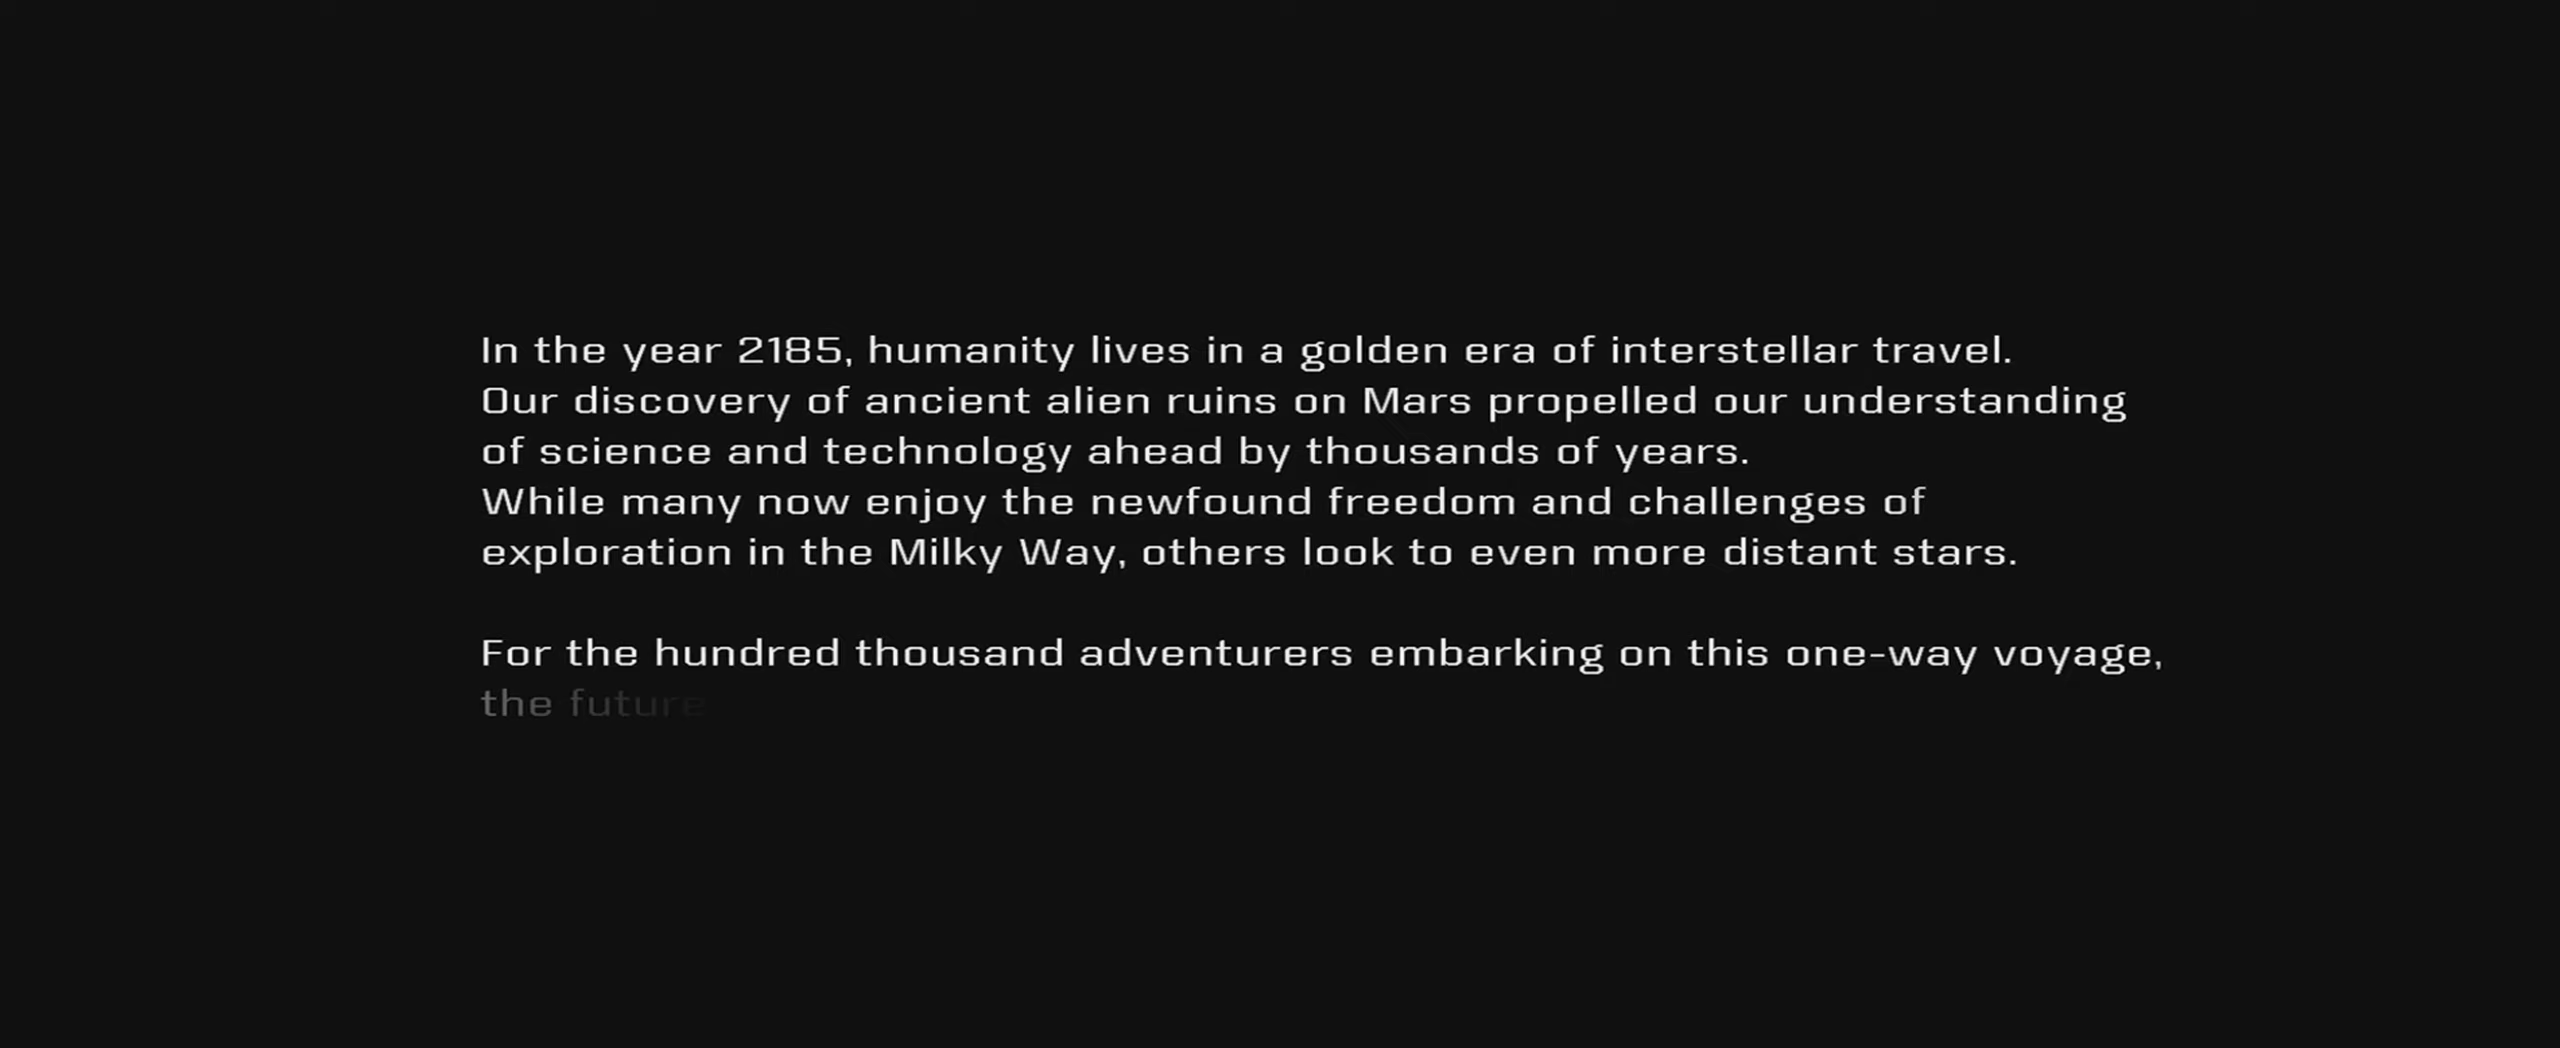 In the year 2185, humanity lives in a golden era of interstellar travel.
Our discovery of ancient alien ruins on Mars propelled our understanding
of science and technology ahead by thousands of years.
While many now enjoy the newfound freedom and challenges of
exploration in the Milky Way, others look to even more distant stars.
For the hundred thousand adventurers embarking on this one-way voyage,
the future